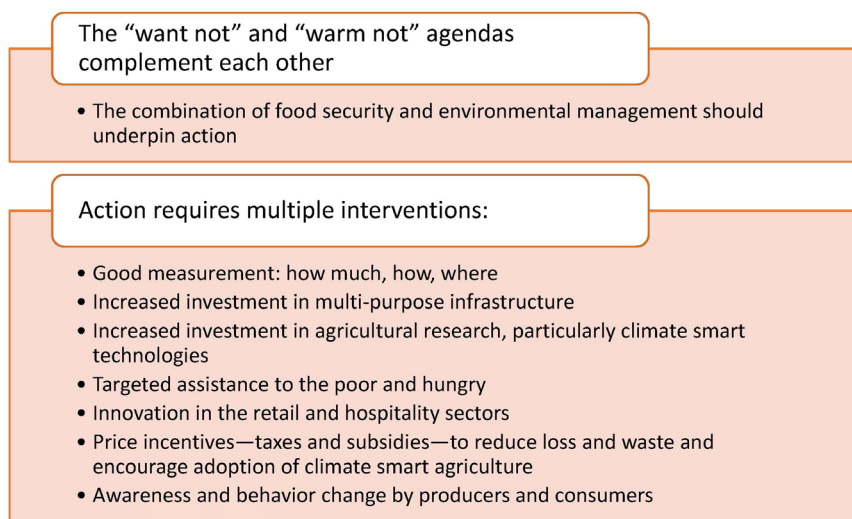 The “want not” and “warm not” agendas
complement each other
• The combination of food security and environmental management should
underpin action
Action requires multiple interventions:
• Good measurement: how much, how, where
• Increased investment in multi-purpose infrastructure
• Increased investment in agricultural research, particularly climate smart
technologies
• Targeted assistance to the poor and hungry
• Innovation in the retail and hospitality sectors
• Price incentives—taxes and subsidies—to reduce loss and waste and
encourage adoption of climate smart agriculture
• Awareness and behavior change by producers and consumers